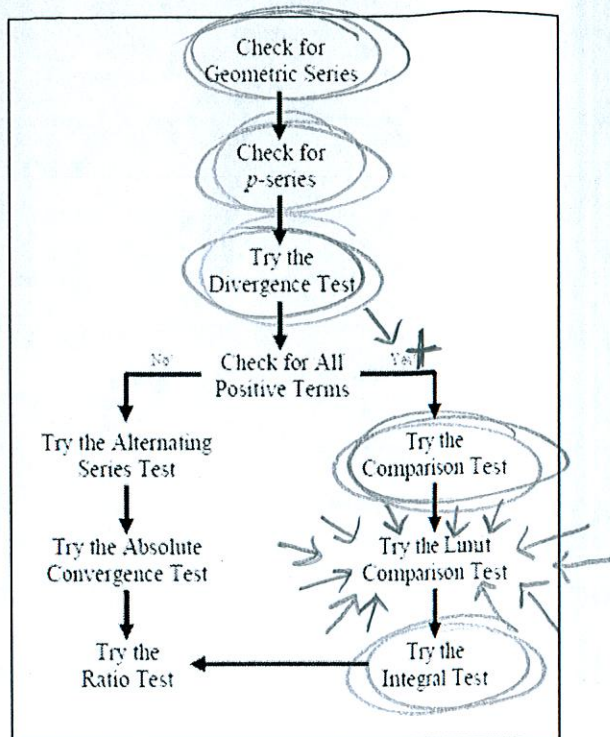 Check for
Geometric Series
Check for
p-series
Try the
Divergence Test
No
Check for All
Positive Terms
Yes
+
Try the Alternating
Series Test
Try the
Comparison Test
Try the Absolute
Convergence Test
Try the Limit
Comparison Test
Try the
Ratio Test
Try the
Integral Test